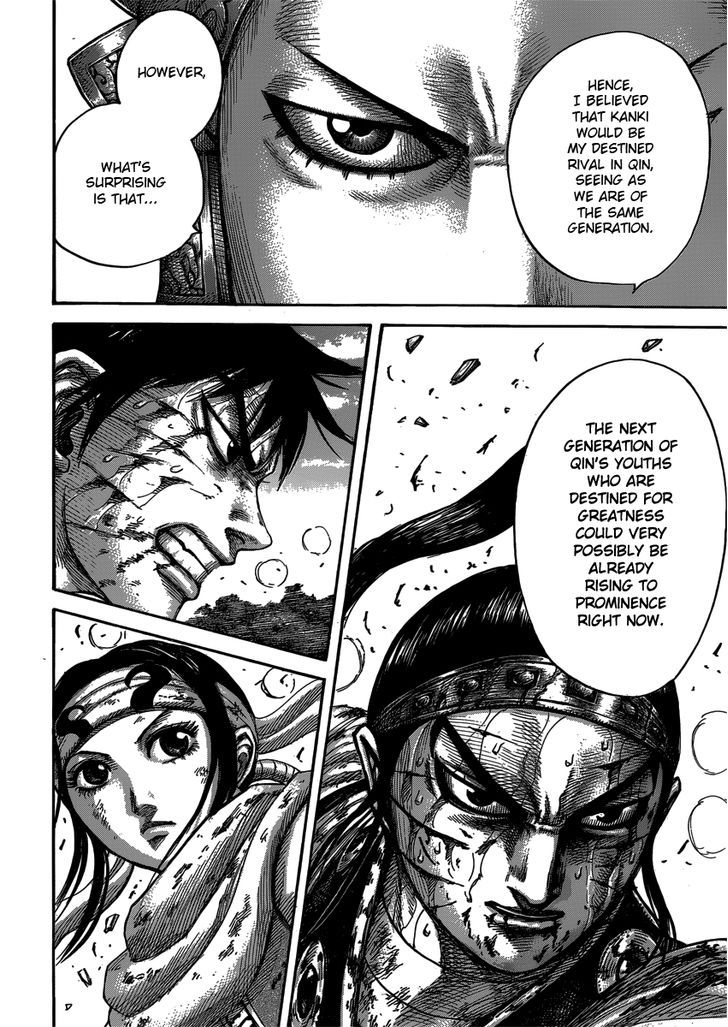 HENCE,
I BELIEVED
THAT KANKI
WOULD BE
MY DESTINED
RIVAL IN QIN,
SEEING AS
WE ARE OF
THE SAME
GENERATION.
HOWEVER,
WHAT'S
SURPRISING
IS THAT...
THE NEXT
GENERATION OF
QIN'S YOUTHS
WHO ARE
DESTINED FOR
GREATNESS
COULD VERY
POSSIBLY BE
ALREADY
RISING TO
PROMINENCE
RIGHT NOW.